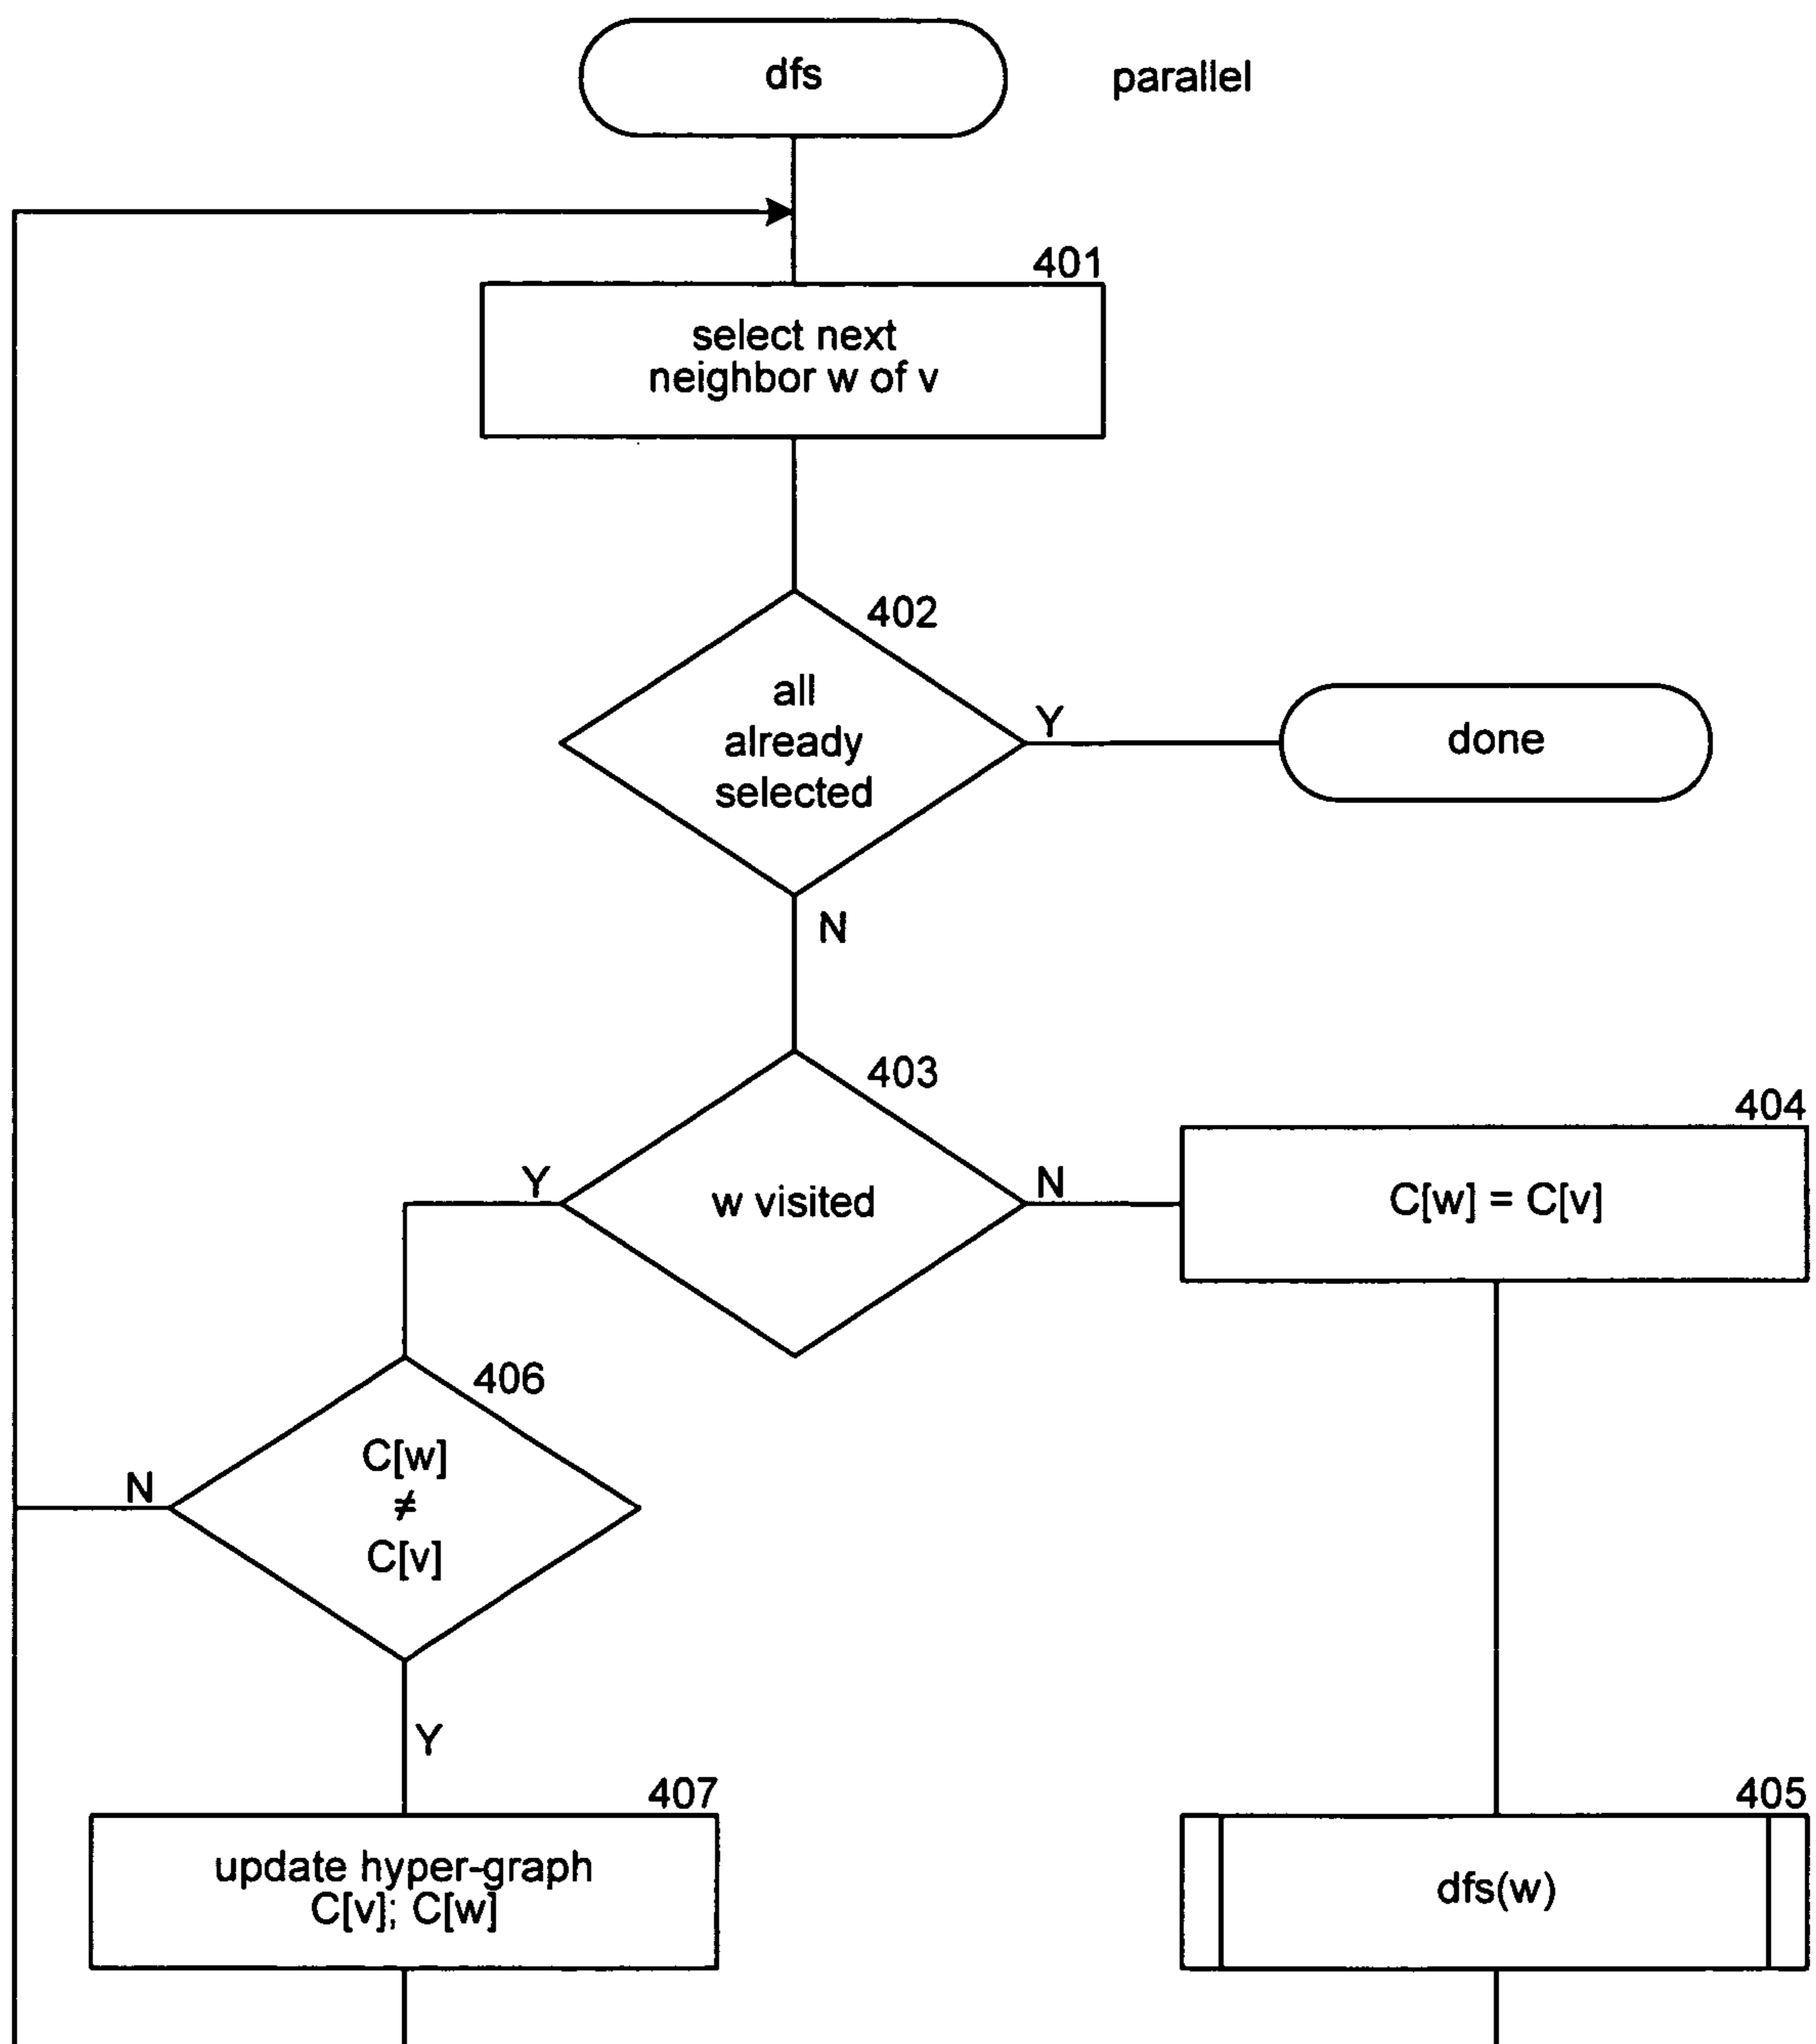 dfs
parallel
401
select next
neighbor w of v
402
all
already
selected
Y
done
N
403
404
Y
w visited
N
C[w] = C[v]
406
C[w]
≠
C[v]
N
Y
407
405
update hyper-graph
C[v]; C[w]
dfs(w)